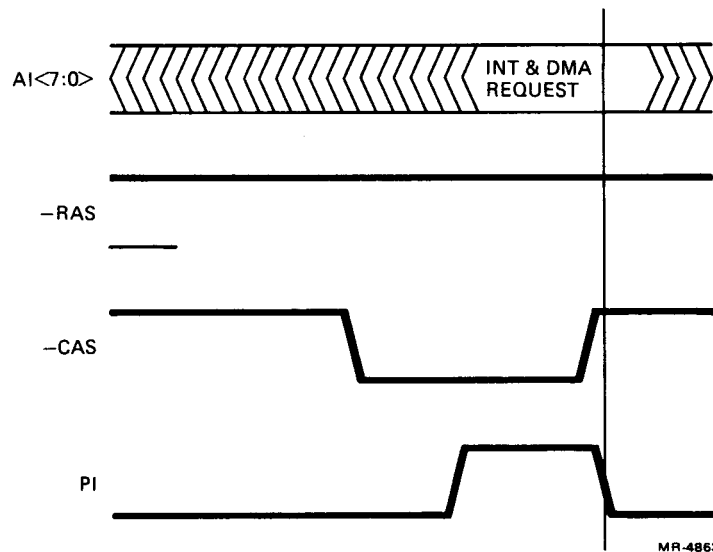 AI<7:0>
INT & DMA
REQUEST
—RAS
—CAS
PI